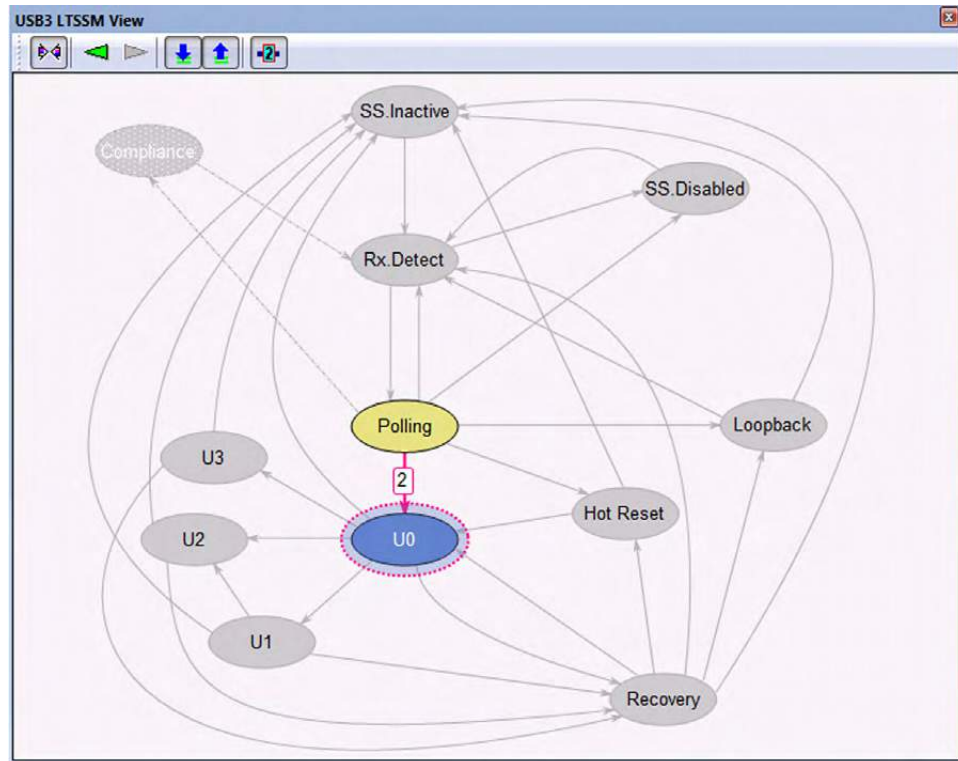 USB3 LTSSM View
2
SS.Inactive
Compliance
SS.Disabled
Rx.Detect
Polling
Loopback
U3
2
Hot Reset
U2
U0
U1
Recovery